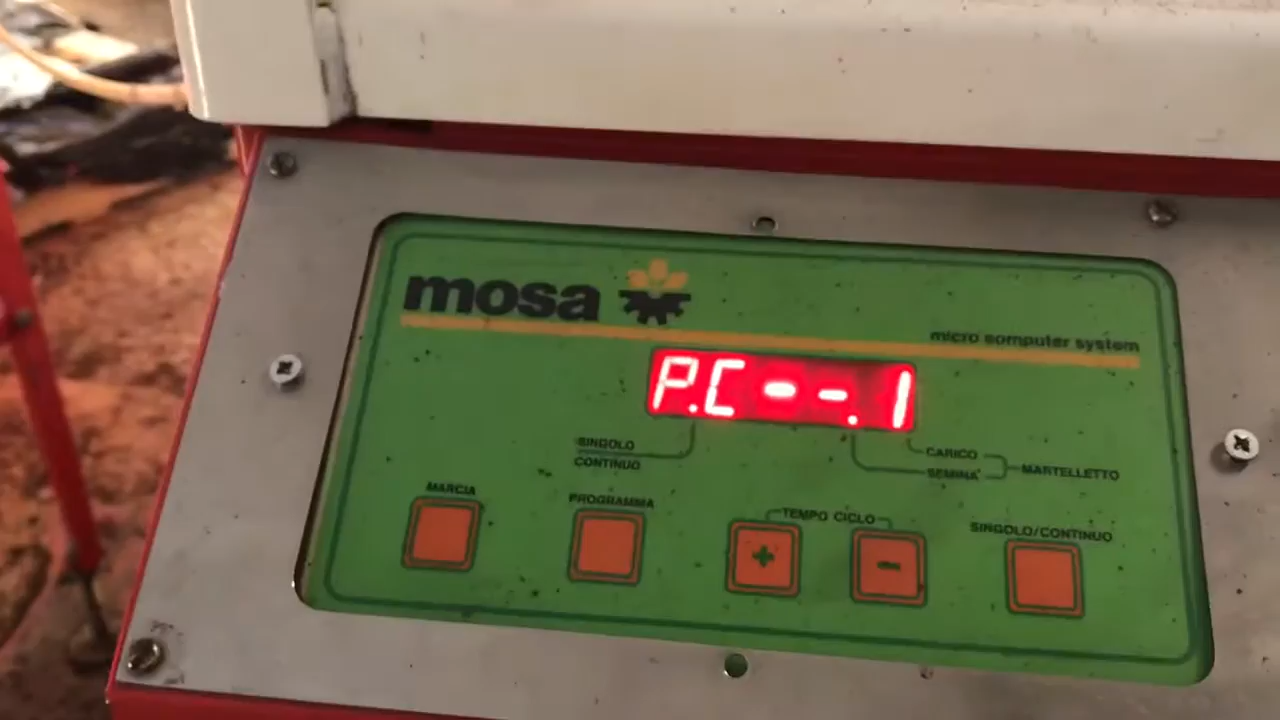 mosa
micro computer system
P.C--.1
SINGOLO
CONTINUO
CARICO
SEMINA
MARTELLETTO
MARCIA
PROGRAMMA
TEMPO CICLO
SINGOLO/CONTINUO
+ -